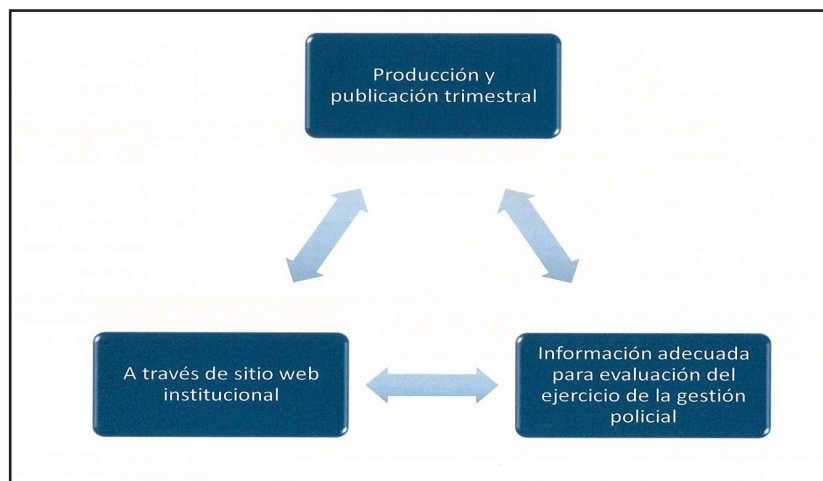 Producción y
publicación trimestral
A través de sitio web
institucional
Información adecuada
para evaluación del
ejercicio de la gestión
policial